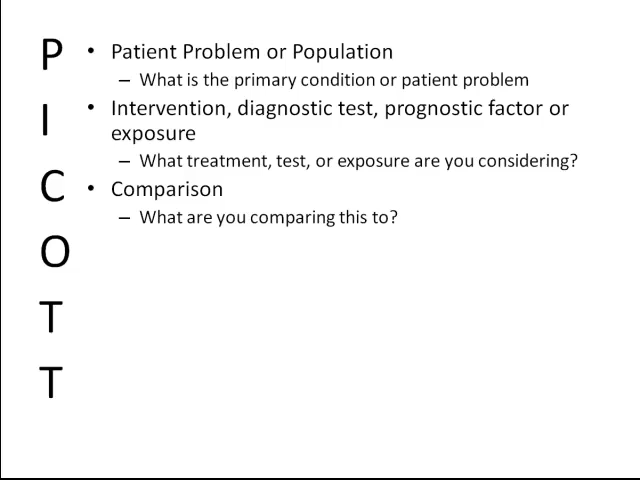 P
• Patient Problem or Population
– What is the primary condition or patient problem
I
• Intervention, diagnostic test, prognostic factor or
exposure
– What treatment, test, or exposure are you considering?
C
• Comparison
– What are you comparing this to?
O
T
T